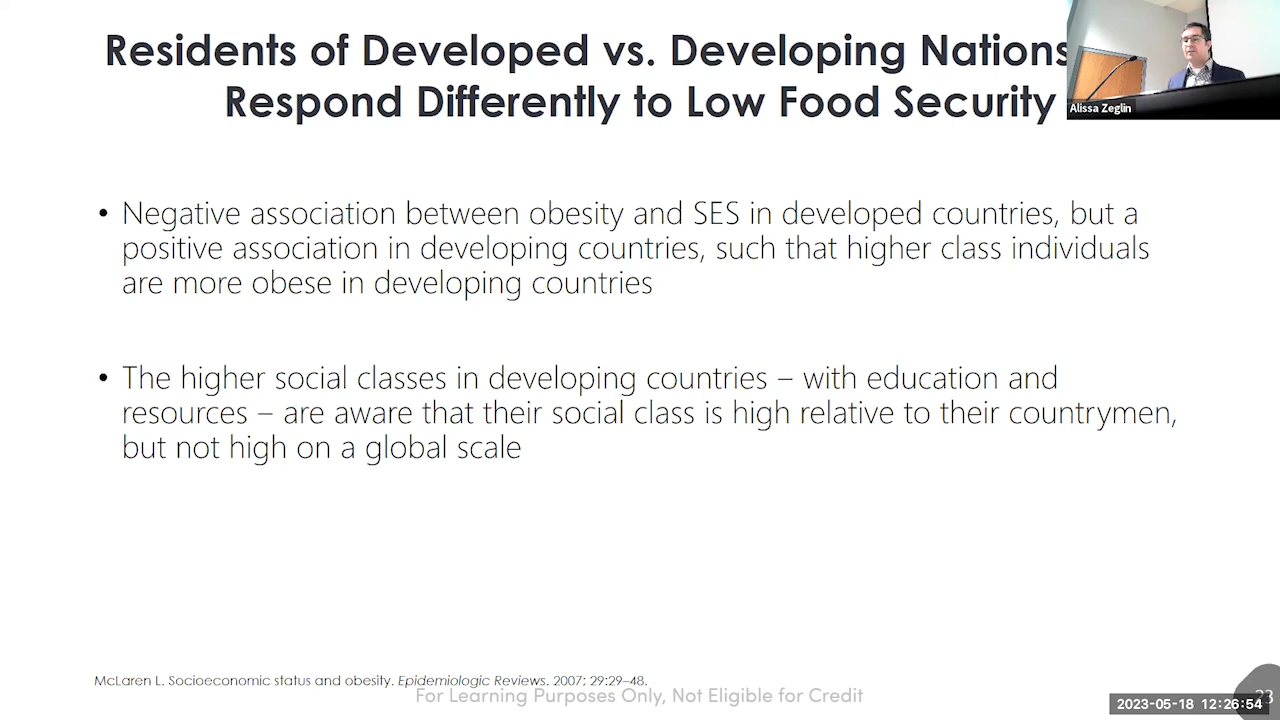 Residents of Developed vs. Developing Nations
Respond Differently to Low Food Security
Alissa Zeglin
• Negative association between obesity and SES in developed countries, but a
positive association in developing countries, such that higher class individuals
are more obese in developing countries
• The higher social classes in developing countries – with education and
resources – are aware that their social class is high relative to their countrymen,
but not high on a global scale
McLaren L. Socioeconomic status and obesity. Epidemiologic Reviews. 2007; 29:29–48.
For Learning Purposes Only, Not Eligible for Credit
23
2023-05-18 12:26:54